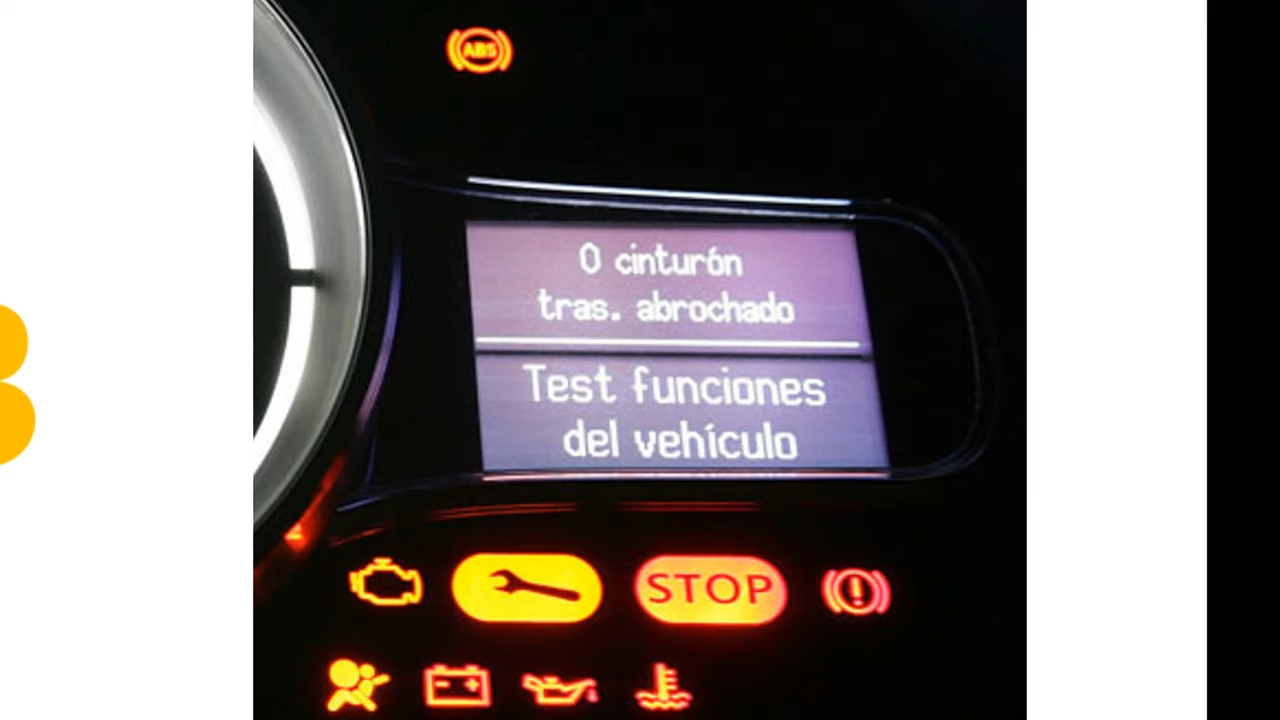 ABS
0 cinturón
tras. abrochado
Test funciones
del vehículo
STOP